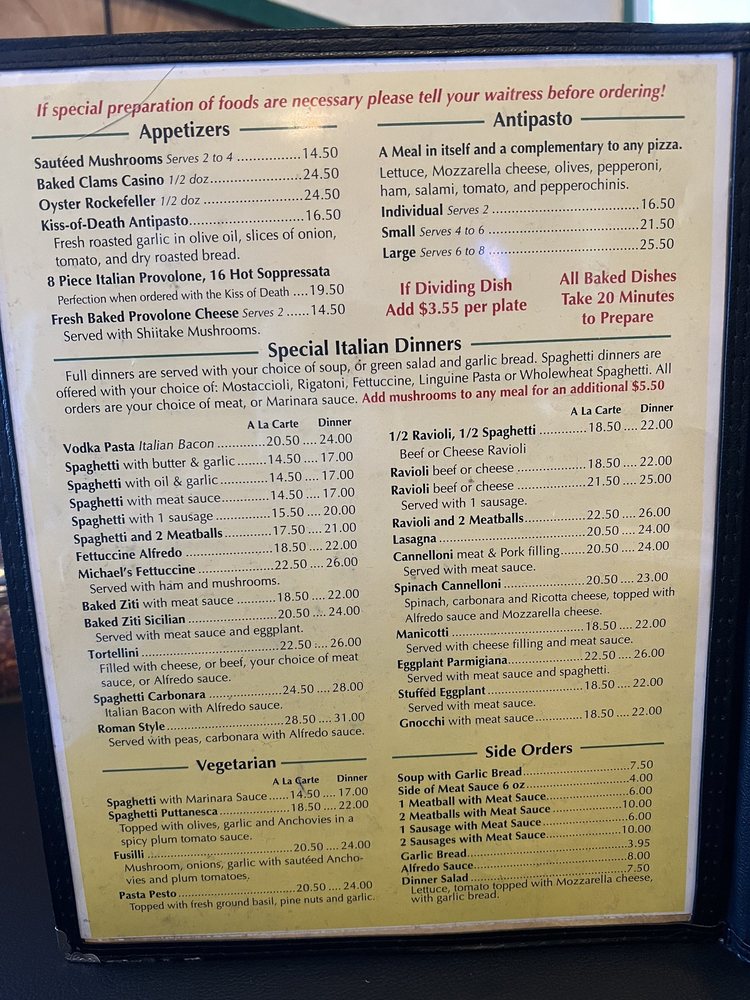 If special preparation of foods are necessary please tell your waitress before ordering!
Appetizers
Sautéed Mushrooms Serves 2 to 4 ...............14.50
Baked Clams Casino 1/2 doz.....................24.50
Oyster Rockefeller 1/2 doz ......................24.50
Kiss-of-Death Antipasto..........................16.50
Fresh roasted garlic in olive oil, slices of onion,
tomato, and dry roasted bread.
8 Piece Italian Provolone, 16 Hot Soppressata
Perfection when ordered with the Kiss of Death ....19.50
Fresh Baked Provolone Cheese Serves 2 ......14.50
Served with Shiitake Mushrooms.
Antipasto
A Meal in itself and a complementary to any pizza.
Lettuce, Mozzarella cheese, olives, pepperoni,
ham, salami, tomato, and pepperochinis.
Individual Serves 2 ..................................16.50
Small Serves 4 to 6 ...................................21.50
Large Serves 6 to 8 ...................................25.50
If Dividing Dish
Add $3.55 per plate
All Baked Dishes
Take 20 Minutes
to Prepare
Special Italian Dinners
Full dinners are served with your choice of soup, or green salad and garlic bread. Spaghetti dinners are
offered with your choice of: Mostaccioli, Rigatoni, Fettuccine, Linguine Pasta or Wholewheat Spaghetti. All
orders are your choice of meat, or Marinara sauce. Add mushrooms to any meal for an additional $5.50
A La Carte Dinner
Vodka Pasta Italian Bacon ............20.50 .... 24.00
Spaghetti with butter & garlic........14.50 .... 17.00
Spaghetti with oil & garlic............14.50 .... 17.00
Spaghetti with meat sauce............14.50 .... 17.00
Spaghetti with 1 sausage ..............15.50 .... 20.00
Spaghetti and 2 Meatballs............17.50 .... 21.00
Fettuccine Alfredo .....................18.50 .... 22.00
Michael's Fettuccine ...................22.50 .... 26.00
Served with ham and mushrooms.
Baked Ziti with meat sauce ..........18.50 .... 22.00
Baked Ziti Sicilian ......................20.50 .... 24.00
Served with meat sauce and eggplant.
Tortellini .................................22.50 .... 26.00
Filled with cheese, or beef, your choice of meat
sauce, or Alfredo sauce.
Spaghetti Carbonara ..................24.50 .... 28.00
Italian Bacon with Alfredo sauce.
Roman Style.............................28.50 .... 31.00
Served with peas, carbonara with Alfredo sauce.
A La Carte Dinner
1/2 Ravioli, 1/2 Spaghetti ............18.50 .... 22.00
Beef or Cheese Ravioli
Ravioli beef or cheese .................18.50 .... 22.00
Ravioli beef or cheese .................21.50 .... 25.00
Served with 1 sausage.
Ravioli and 2 Meatballs...............22.50 .... 26.00
Lasagna ...................................20.50 .... 24.00
Cannelloni meat & Pork filling......20.50 .... 24.00
Served with meat sauce.
Spinach Cannelloni ....................20.50 .... 23.00
Spinach, carbonara and Ricotta cheese, topped with
Alfredo sauce and Mozzarella cheese.
Manicotti .................................18.50 .... 22.00
Served with cheese filling and meat sauce.
Eggplant Parmigiana...................22.50 .... 26.00
Served with meat sauce and spaghetti.
Stuffed Eggplant ........................18.50 .... 22.00
Served with meat sauce.
Gnocchi with meat sauce..............18.50 .... 22.00
Vegetarian
A La Carte Dinner
Spaghetti with Marinara Sauce ......14.50 .... 17.00
Spaghetti Puttanesca ...................18.50 .... 22.00
Topped with olives, garlic and Anchovies in a
spicy plum tomato sauce.
Fusilli ......................................20.50 .... 24.00
Mushroom, onions, garlic with sautéed Ancho-
vies and plum tomatoes.
Pasta Pesto ...............................20.50 .... 24.00
Topped with fresh ground basil, pine nuts and garlic.
Side Orders
Soup with Garlic Bread...........................7.50
Side of Meat Sauce 6 oz..........................4.00
1 Meatball with Meat Sauce.....................6.00
2 Meatballs with Meat Sauce ..................10.00
1 Sausage with Meat Sauce ......................6.00
2 Sausages with Meat Sauce....................10.00
Garlic Bread..........................................3.95
Alfredo Sauce........................................8.00
Dinner Salad .........................................7.50
Lettuce, tomato topped with Mozzarella cheese,
with garlic bread.